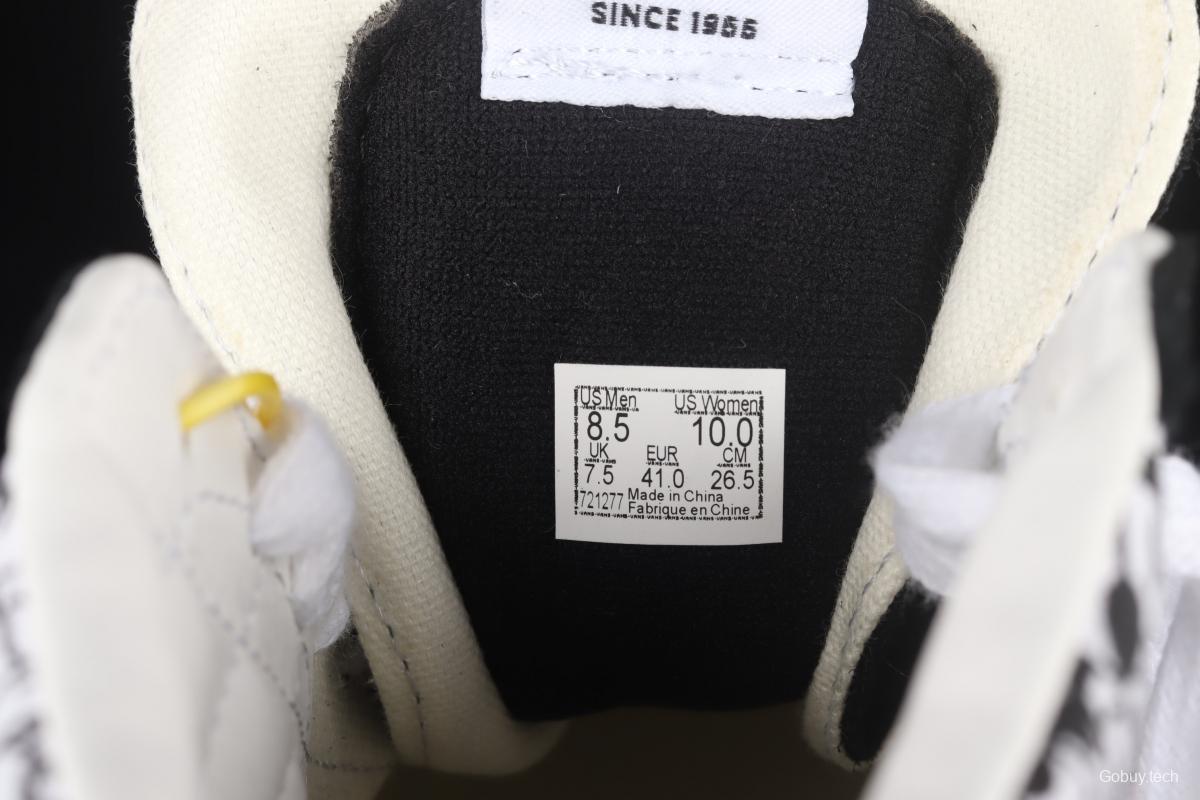 SINCE 1966
US Men US Women
8.5 10.0
UK EUR CM
7.5 41.0 26.5
721277 Made in China
Fabrique en Chine
Gobuy.tech